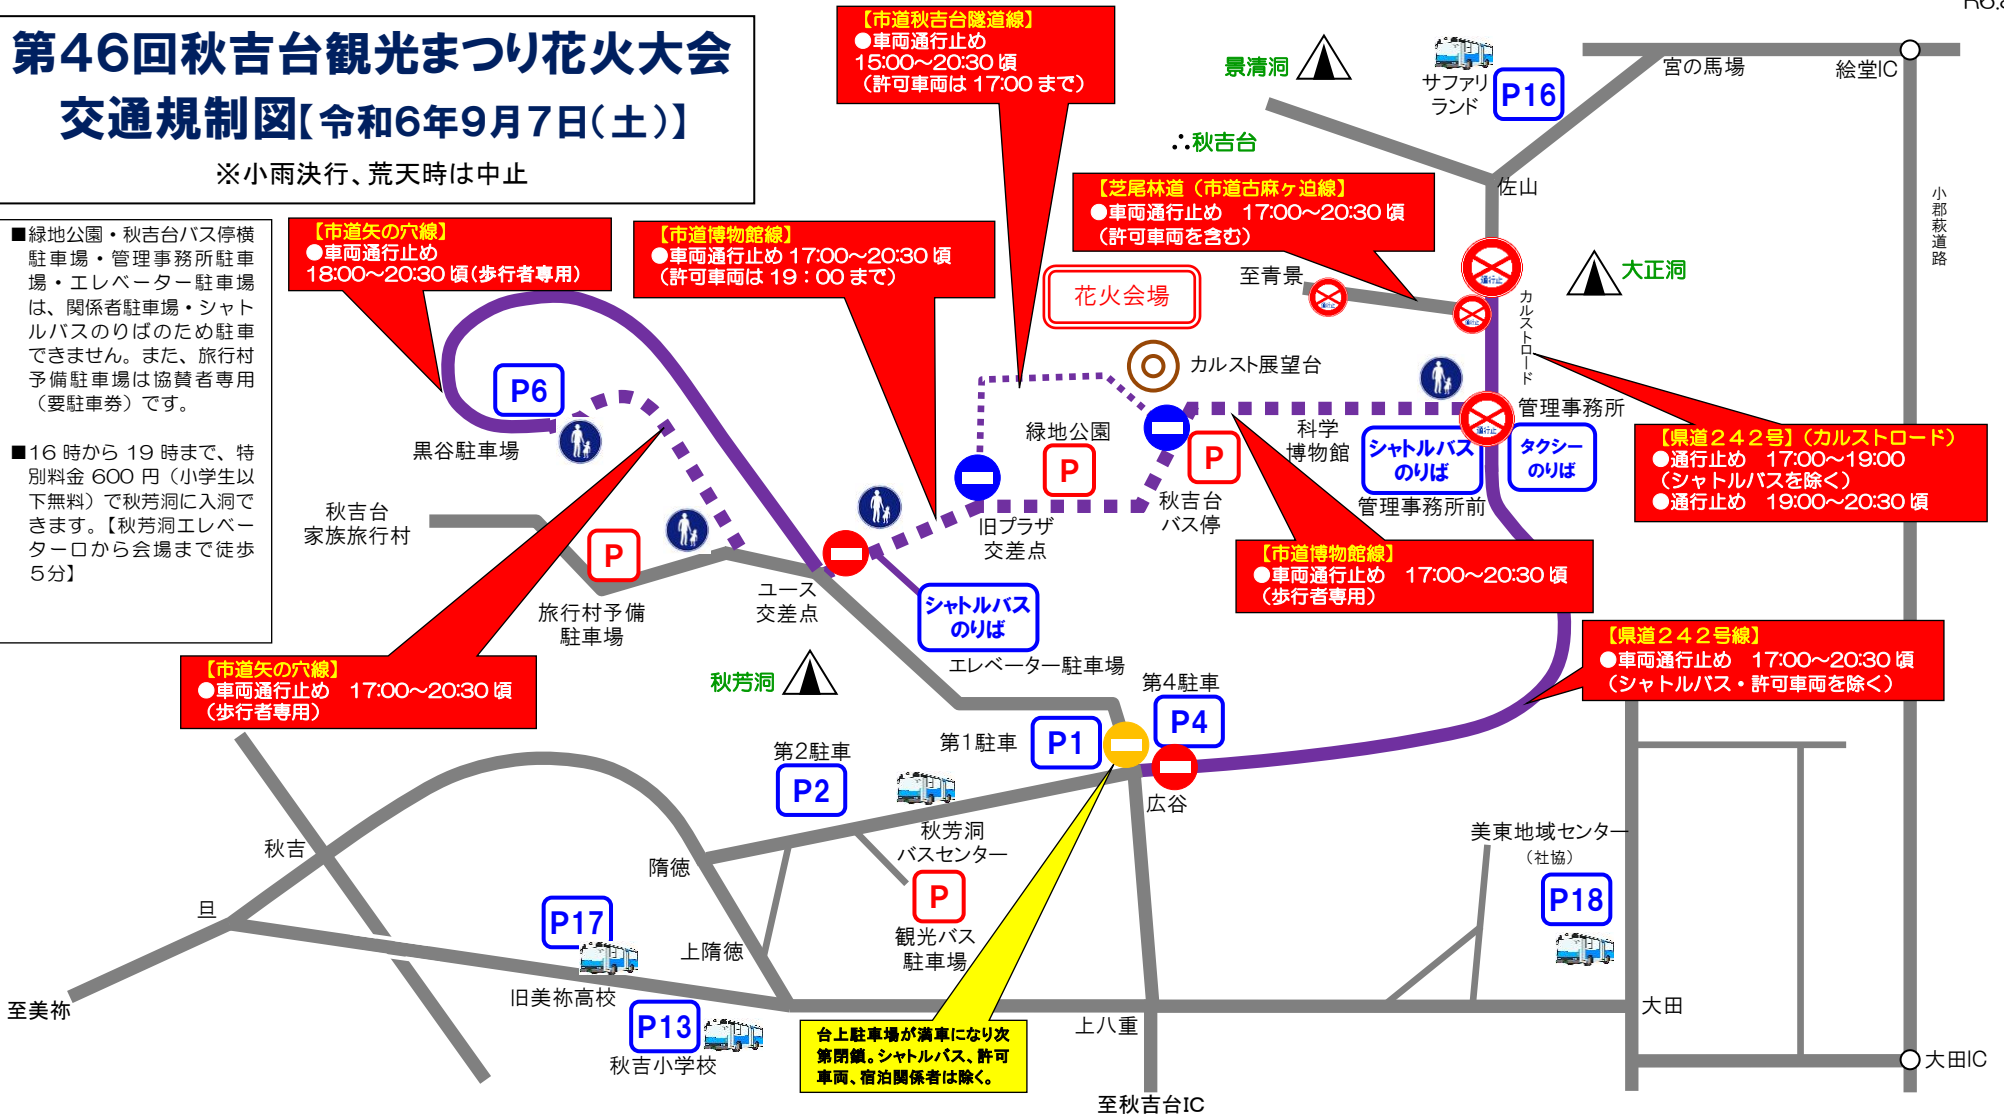 第46回秋吉台観光まつり花火大会
交通規制図【令和6年9月7日(土)】
※小雨決行、荒天時は中止
■緑地公園・秋吉台バス停横
駐車場・管理事務所駐車
場・エレベーター駐車場
は、関係者駐車場・シャト
ルバスのりばのため駐車
できません。また、旅行村
予備駐車場は協賛者専用
（要駐車券）です。
■16時から19時まで、特
別料金600円（小学生以
下無料）で秋芳洞に入洞で
きます。【秋芳洞エレベー
ター口から会場まで徒歩
5分】
【市道秋吉台隧道線】
●車両通行止め
15:00～20:30頃
（許可車両は17:00まで）
【市道矢の穴線】
●車両通行止め
18:00～20:30頃(歩行者専用)
【市道博物館線】
●車両通行止め 17:00～20:30頃
（許可車両は19：00まで）
【芝尾林道（市道古麻ヶ迫線】
●車両通行止め　17:00～20:30頃
（許可車両を含む）
景清洞
∴秋吉台
サファリ
ランド
P16
宮の馬場
絵堂IC
小郡萩道路
佐山
大正洞
至青景
通行止
通行止
通行止
カルストロード
花火会場
カルスト展望台
P6
黒谷駐車場
緑地公園
P
P
秋吉台
バス停
科学
博物館
管理事務所
通行止
シャトルバス
のりば
タクシー
のりば
管理事務所前
【県道２４２号】（カルストロード）
●通行止め　17:00～19:00
（シャトルバスを除く）
●通行止め　19:00～20:30頃
秋吉台
家族旅行村
P
旅行村予備
駐車場
旧プラザ
交差点
ユース
交差点
シャトルバス
のりば
エレベーター駐車場
【市道博物館線】
●車両通行止め　17:00～20:30頃
（歩行者専用）
【県道２４２号線】
●車両通行止め　17:00～20:30頃
（シャトルバス・許可車両を除く）
【市道矢の穴線】
●車両通行止め　17:00～20:30頃
（歩行者専用）
秋芳洞
第4駐車
P4
第1駐車
P1
第2駐車
P2
広谷
秋芳洞
バスセンター
P
観光バス
駐車場
美東地域センター
（社協）
P18
秋吉
隋徳
旦
P17
旧美祢高校
上隋徳
至美祢
P13
秋吉小学校
台上駐車場が満車になり次
第閉鎖。シャトルバス、許可
車両、宿泊関係者は除く。
上八重
大田
大田IC
至秋吉台IC